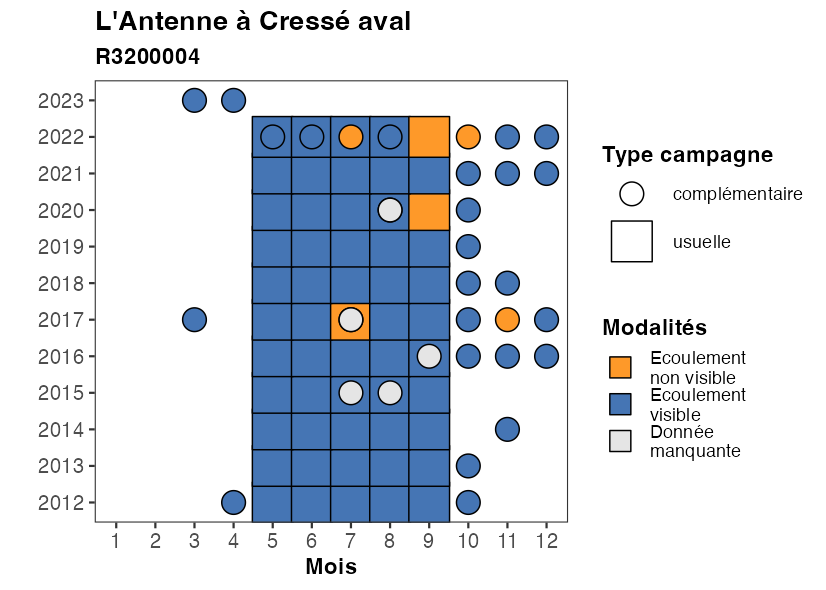 L'Antenne à Cressé aval
R3200004
2023
2022
2021
2020
2019
2018
2017
2016
2015
2014
2013
2012
1 2 3 4 5 6 7 8 9 10 11 12
Mois
Type campagne
complémentaire
usuelle
Modalités
Ecoulement
non visible
Ecoulement
visible
Donnée
manquante